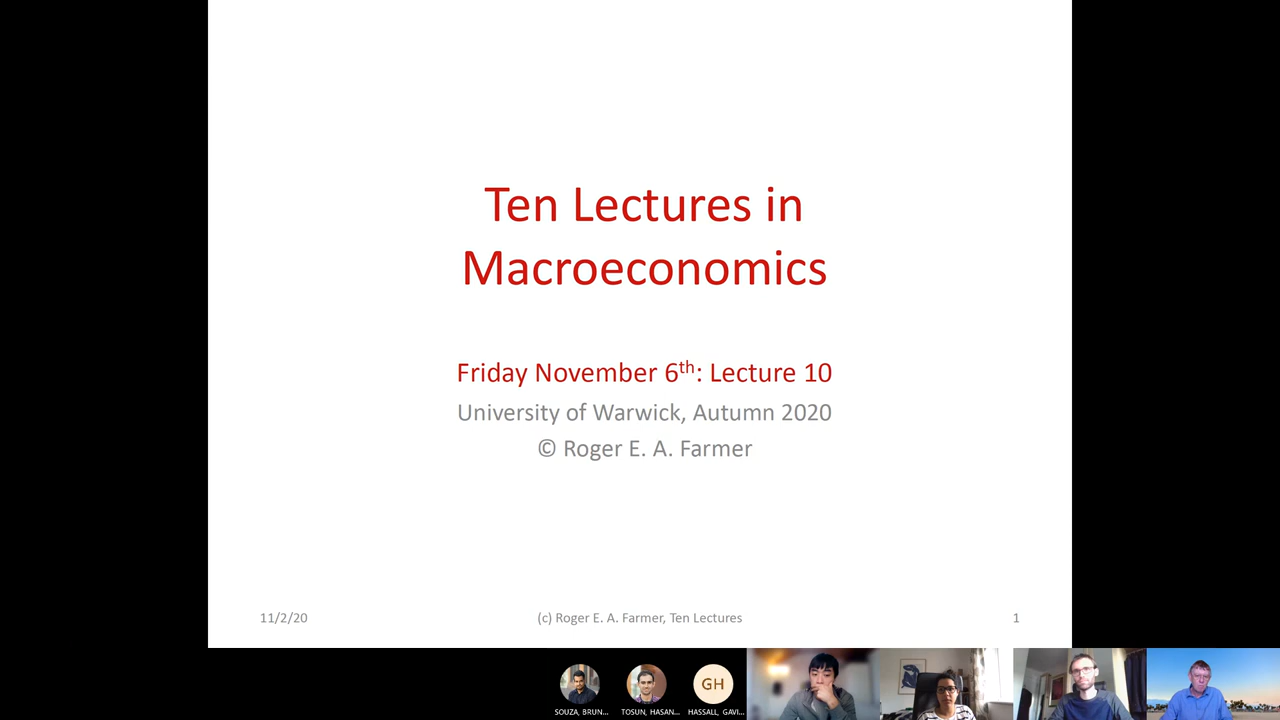 Ten Lectures in
Macroeconomics
Friday November 6th: Lecture 10
University of Warwick, Autumn 2020
© Roger E. A. Farmer
11/2/20
(c) Roger E. A. Farmer, Ten Lectures
1
GH
SOUZA, BRUN...
TOSUN, HASAN...
HASSALL, GAVI...